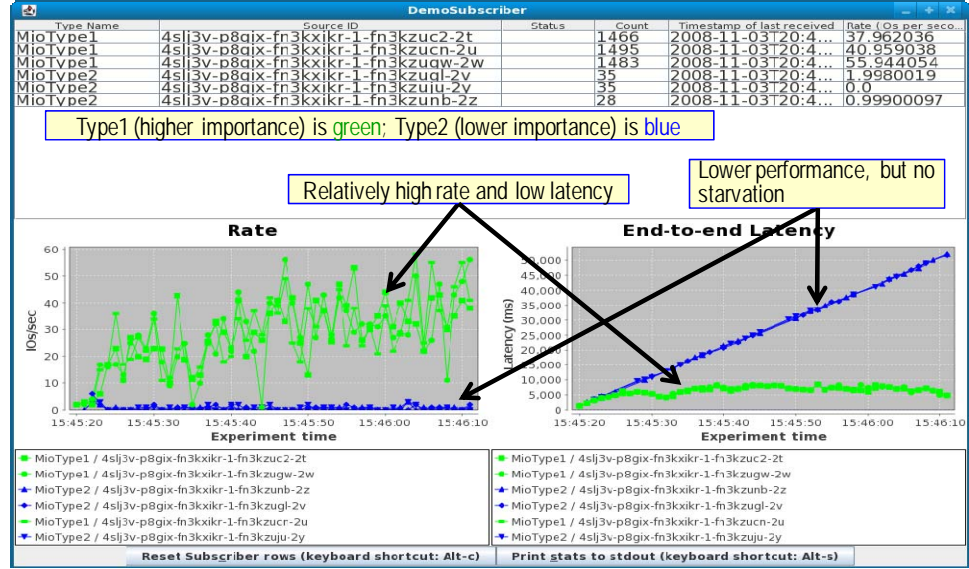 DemoSubscriber
Type Name Source ID Status Count Timestamp of last received Rate (Os per seco...
MioType1 4slj3v-p8gix-fn3kxikr-1-fn3kzuc2-2t 1466 2008-11-03T20:4... 37.962036
MioType1 4slj3v-p8gix-fn3kxikr-1-fn3kzucn-2u 1495 2008-11-03T20:4... 40.959038
MioType1 4slj3v-p8gix-fn3kxikr-1-fn3kzugw-2w 1483 2008-11-03T20:4... 55.944054
MioType2 4slj3v-p8gix-fn3kxikr-1-fn3kzugl-2v 35 2008-11-03T20:4... 1.9980019
MioType2 4slj3v-p8gix-fn3kxikr-1-fn3kzuju-2y 35 2008-11-03T20:4... 0.0
MioType2 4slj3v-p8gix-fn3kxikr-1-fn3kzunb-2z 28 2008-11-03T20:4... 0.99900097
Type1 (higher importance) is green; Type2 (lower importance) is blue
Relatively high rate and low latency
Lower performance, but no
starvation
Rate
60
50
40
30
20
10
0
IOs/sec
15:45:20 15:45:30 15:45:40 15:45:50 15:46:00 15:46:10
Experiment time
End-to-end Latency
50,000
45,000
40,000
35,000
30,000
25,000
20,000
15,000
10,000
5,000
0
Latency (ms)
15:45:20 15:45:30 15:45:40 15:45:50 15:46:00 15:46:10
Experiment time
MioType1 / 4slj3v-p8gix-fn3kxikr-1-fn3kzuc2-2t
MioType1 / 4slj3v-p8gix-fn3kxikr-1-fn3kzugw-2w
MioType2 / 4slj3v-p8gix-fn3kxikr-1-fn3kzunb-2z
MioType2 / 4slj3v-p8gix-fn3kxikr-1-fn3kzugl-2v
MioType1 / 4slj3v-p8gix-fn3kxikr-1-fn3kzucn-2u
MioType2 / 4slj3v-p8gix-fn3kxikr-1-fn3kzuju-2y
MioType1 / 4slj3v-p8gix-fn3kxikr-1-fn3kzuc2-2t
MioType1 / 4slj3v-p8gix-fn3kxikr-1-fn3kzugw-2w
MioType2 / 4slj3v-p8gix-fn3kxikr-1-fn3kzunb-2z
MioType2 / 4slj3v-p8gix-fn3kxikr-1-fn3kzugl-2v
MioType1 / 4slj3v-p8gix-fn3kxikr-1-fn3kzucn-2u
MioType2 / 4slj3v-p8gix-fn3kxikr-1-fn3kzuju-2y
Reset Subscriber rows (keyboard shortcut: Alt-c)
Print stats to stdout (keyboard shortcut: Alt-s)